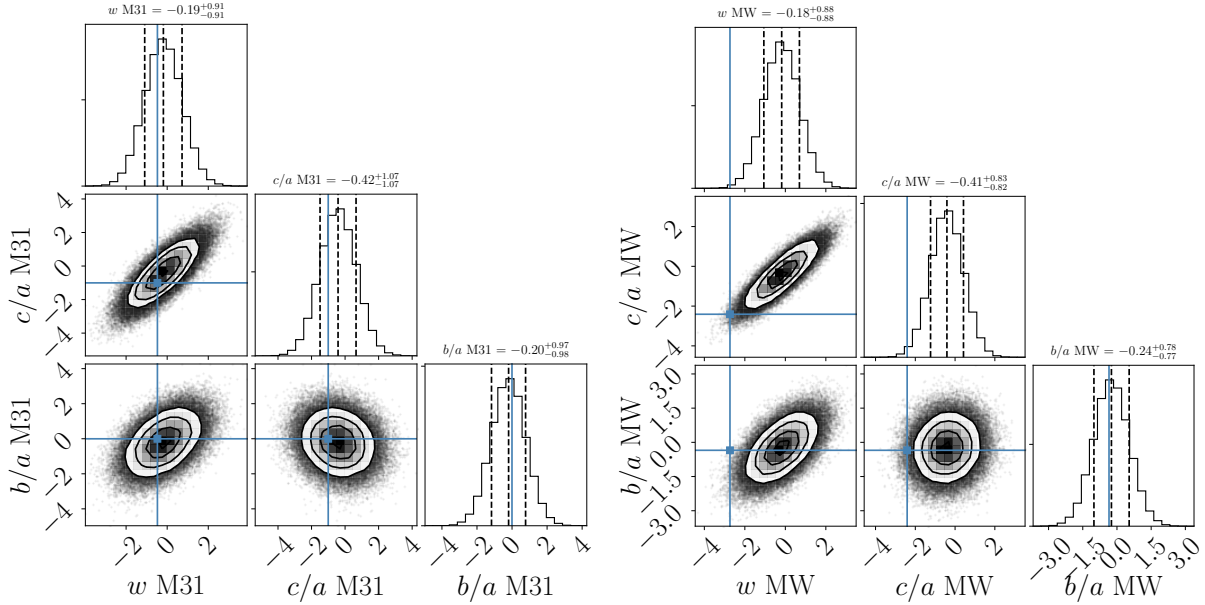 w M31 = −0.19+0.91−0.91
w MW = −0.18+0.88−0.88
c/a M31 = −0.42+1.07−1.07
c/a MW = −0.41+0.83−0.82
b/a M31 = −0.20+0.97−0.98
b/a MW = −0.24+0.78−0.77
c/a M31
4
2
0
−2
−4
b/a M31
4
2
0
−2
−4
−2
0
2
w M31
−4
−2
0
2
c/a M31
−4
−2
0
2
4
b/a M31
c/a MW
2
0
−2
−4
b/a MW
3.0
1.5
0.0
−1.5
−3.0
−4
−2
0
2
w MW
−2
0
2
c/a MW
−3.0
−1.5
0.0
1.5
3.0
b/a MW